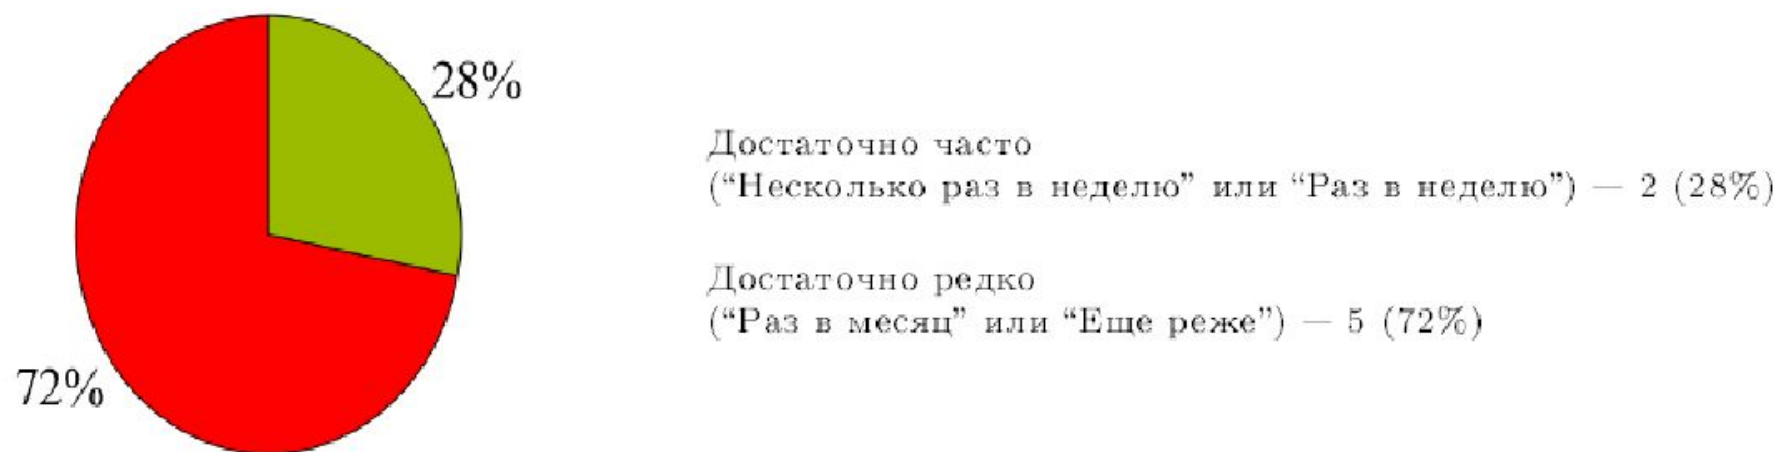 28%
72%
Достаточно часто
(“Несколько раз в неделю” или “Раз в неделю”) — 2 (28%)
Достаточно редко
(“Раз в месяц” или “Еще реже”) — 5 (72%)